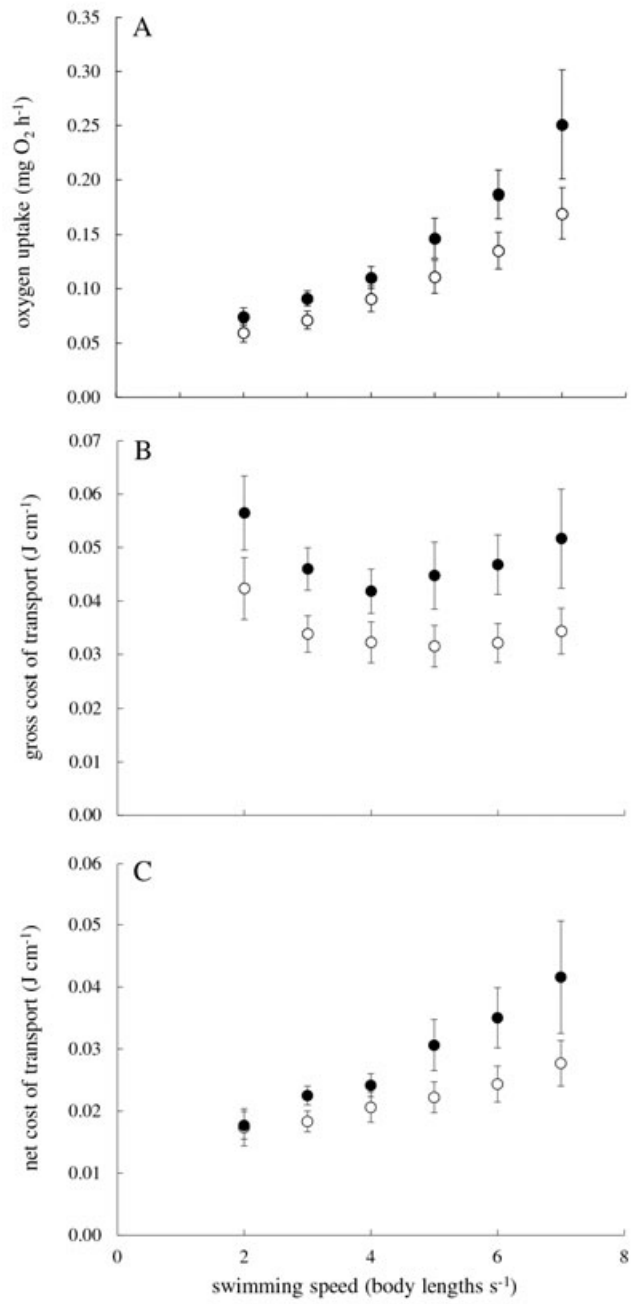 A
0.35
0.30
0.25
0.20
0.15
0.10
0.05
0.00
oxygen uptake (mg O₂ h⁻¹)
B
0.07
0.06
0.05
0.04
0.03
0.02
0.01
0.00
gross cost of transport (J cm⁻¹)
C
0.06
0.05
0.04
0.03
0.02
0.01
0.00
net cost of transport (J cm⁻¹)
0 2 4 6 8
swimming speed (body lengths s⁻¹)